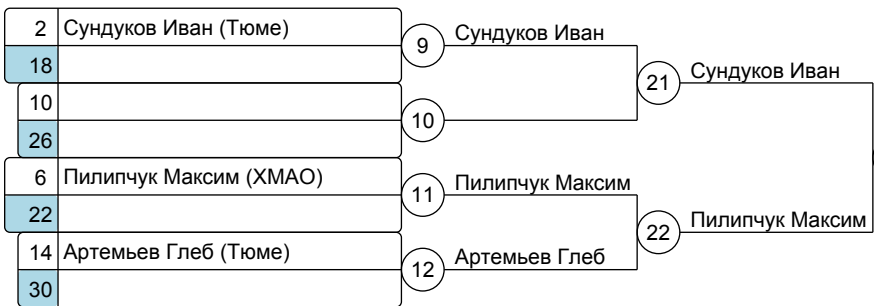 2 Сундуков Иван (Тюме)
18
9 Сундуков Иван
10
26
10
21 Сундуков Иван
6 Пилипчук Максим (ХМАО)
22
11 Пилипчук Максим
14 Артемьев Глеб (Тюме)
30
12 Артемьев Глеб
22 Пилипчук Максим